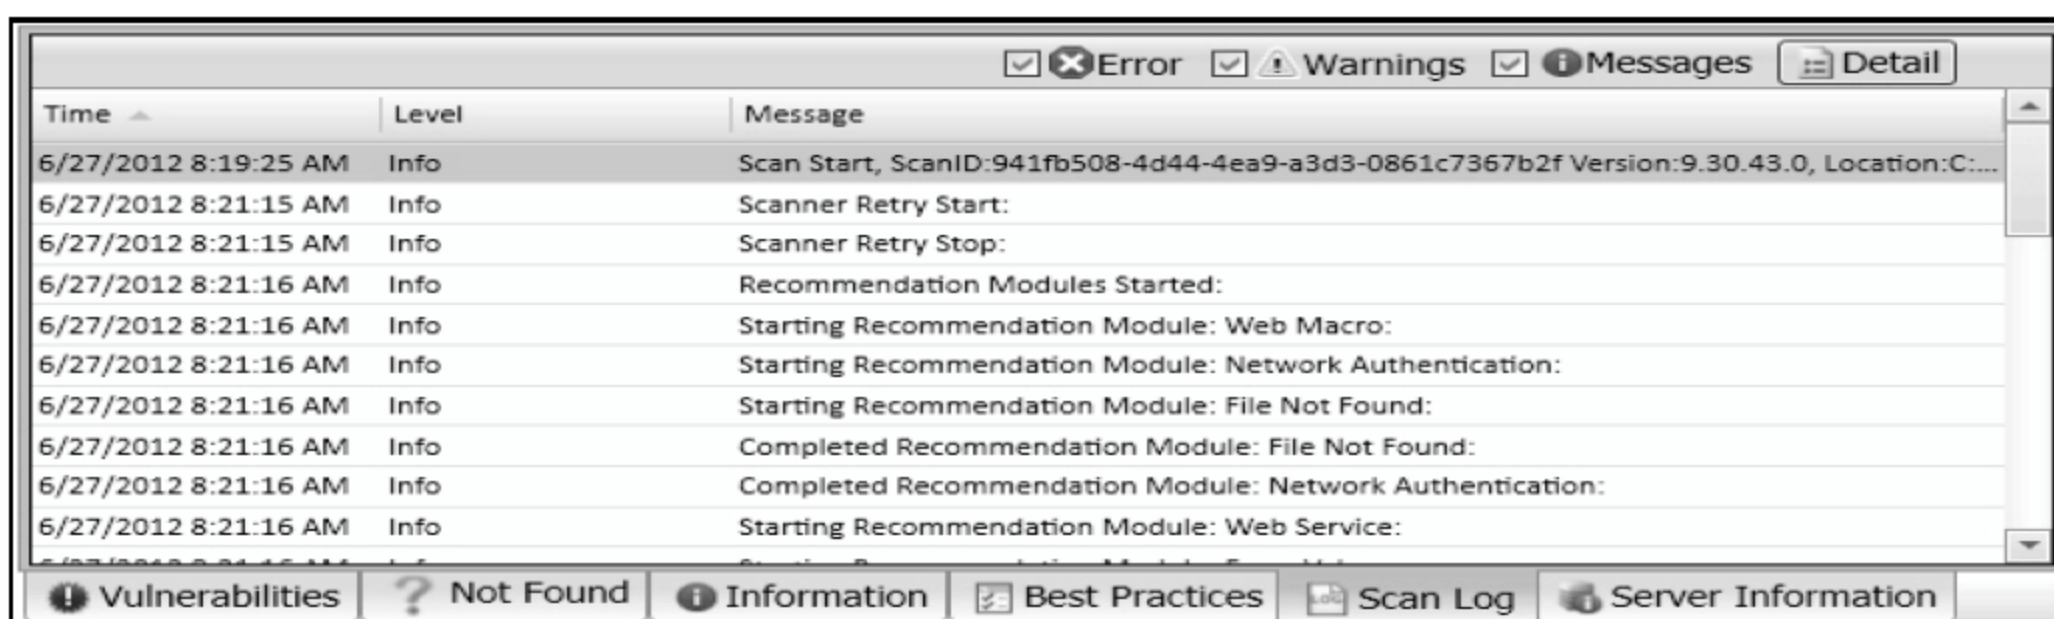 Error Warnings Messages Detail
Time Level Message
6/27/2012 8:19:25 AM Info Scan Start, ScanID:941fb508-4d44-4ea9-a3d3-0861c7367b2f Version:9.30.43.0, Location:C:...
6/27/2012 8:21:15 AM Info Scanner Retry Start:
6/27/2012 8:21:15 AM Info Scanner Retry Stop:
6/27/2012 8:21:16 AM Info Recommendation Modules Started:
6/27/2012 8:21:16 AM Info Starting Recommendation Module: Web Macro:
6/27/2012 8:21:16 AM Info Starting Recommendation Module: Network Authentication:
6/27/2012 8:21:16 AM Info Starting Recommendation Module: File Not Found:
6/27/2012 8:21:16 AM Info Completed Recommendation Module: File Not Found:
6/27/2012 8:21:16 AM Info Completed Recommendation Module: Network Authentication:
6/27/2012 8:21:16 AM Info Starting Recommendation Module: Web Service:
Vulnerabilities Not Found Information Best Practices Scan Log Server Information